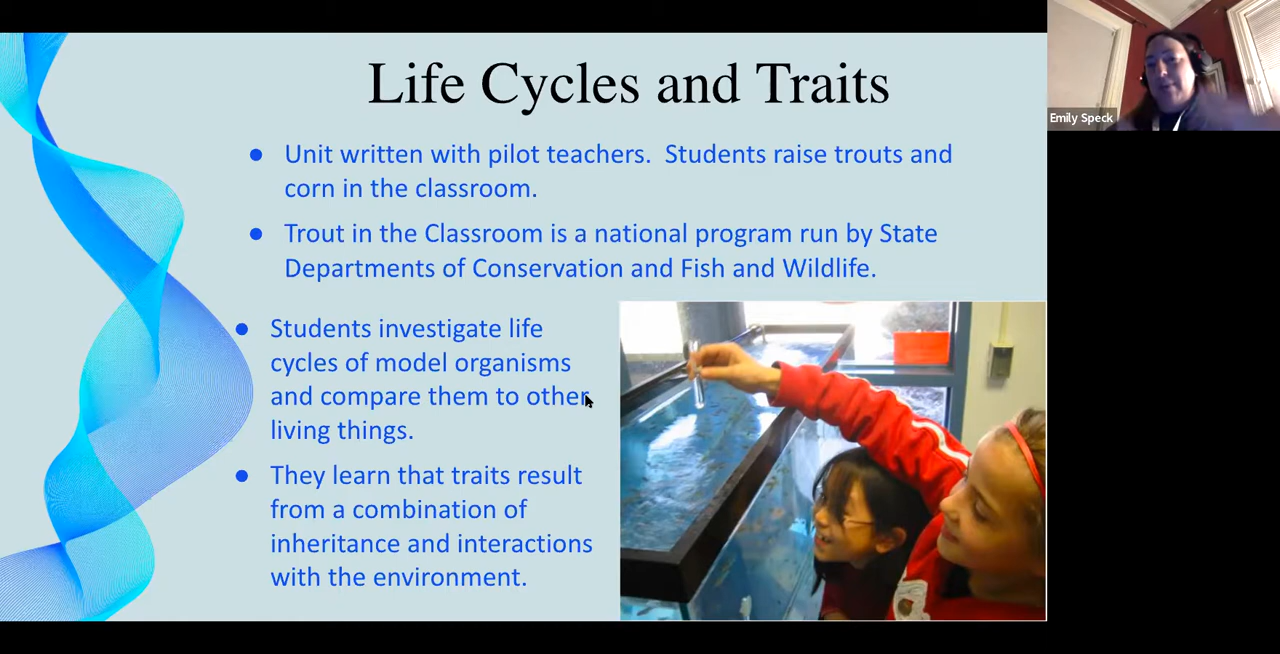 Life Cycles and Traits
Emily Speck
● Unit written with pilot teachers.  Students raise trouts and
corn in the classroom.
● Trout in the Classroom is a national program run by State
Departments of Conservation and Fish and Wildlife.
● Students investigate life
cycles of model organisms
and compare them to other
living things.
● They learn that traits result
from a combination of
inheritance and interactions
with the environment.